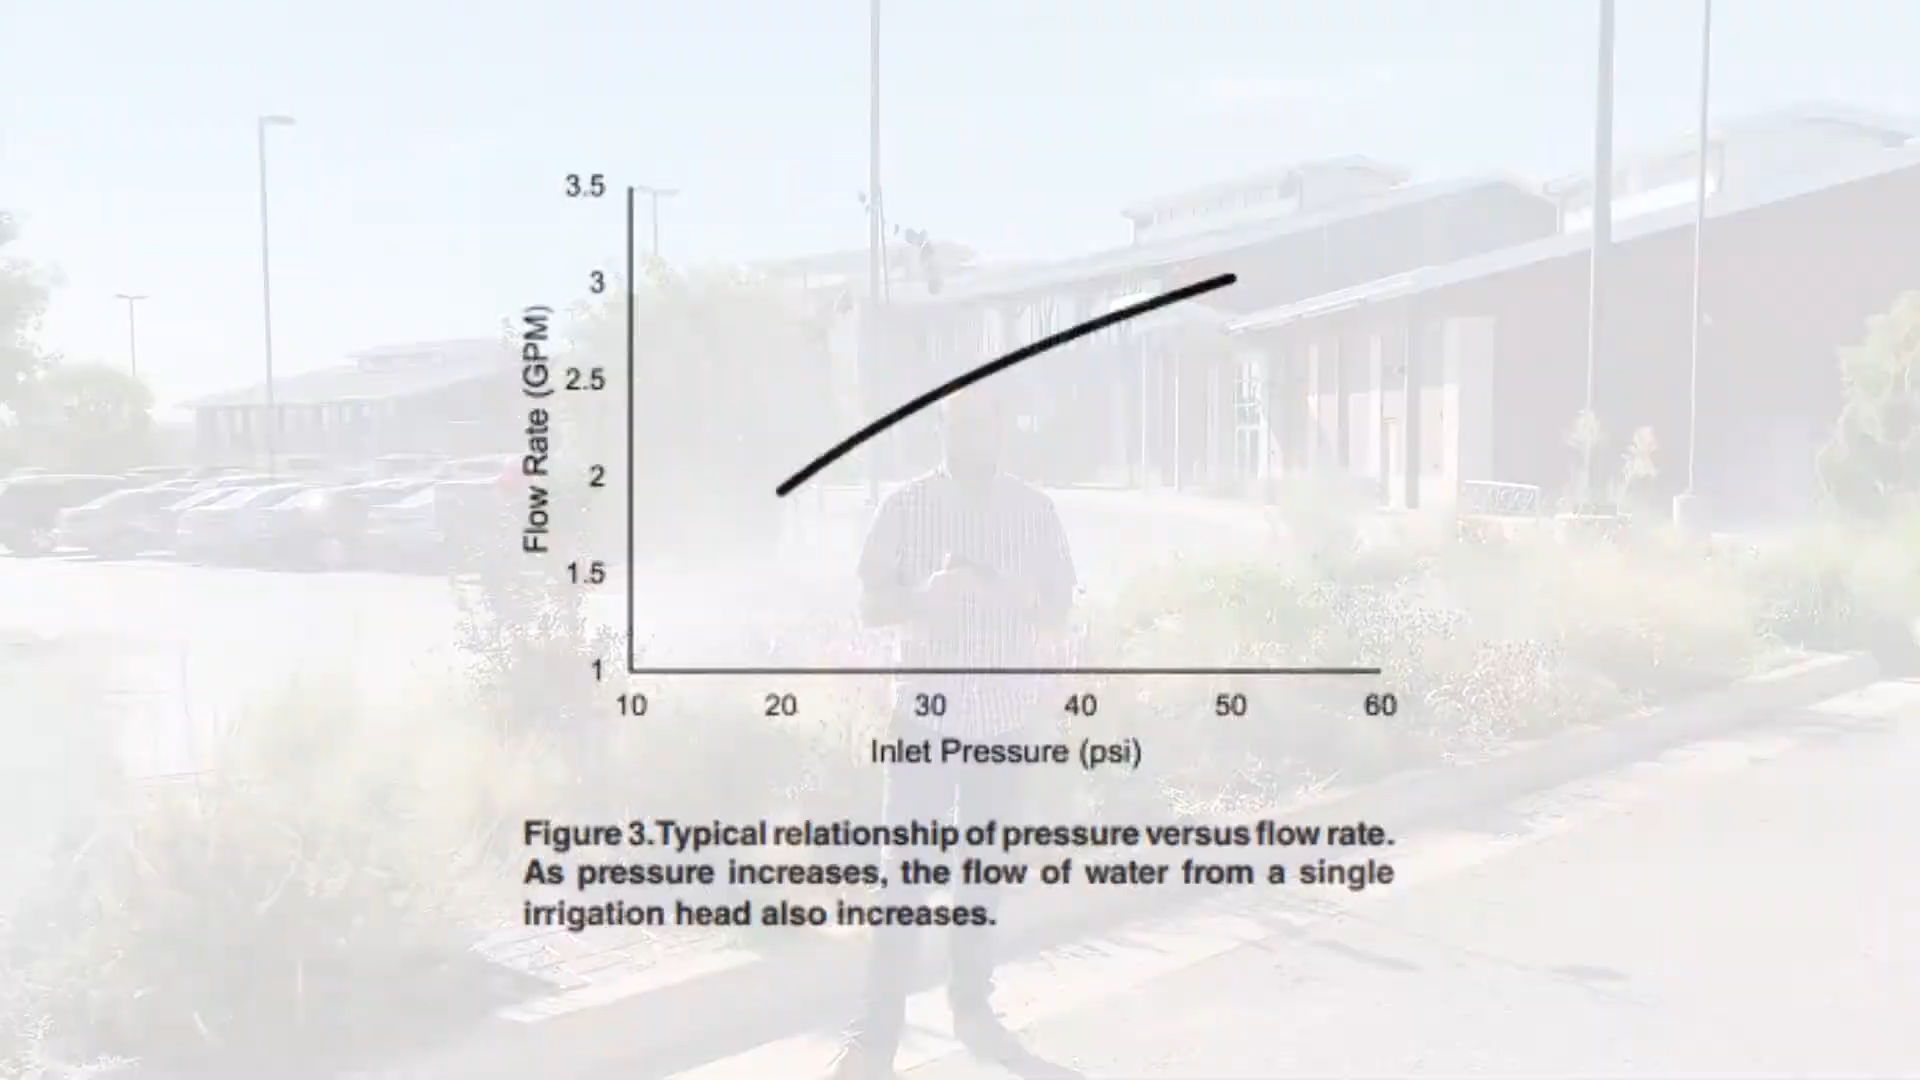 3.5
3
2.5
2
1.5
1
Flow Rate (GPM)
10 20 30 40 50 60
Inlet Pressure (psi)
Figure 3. Typical relationship of pressure versus flow rate.
As pressure increases, the flow of water from a single
irrigation head also increases.